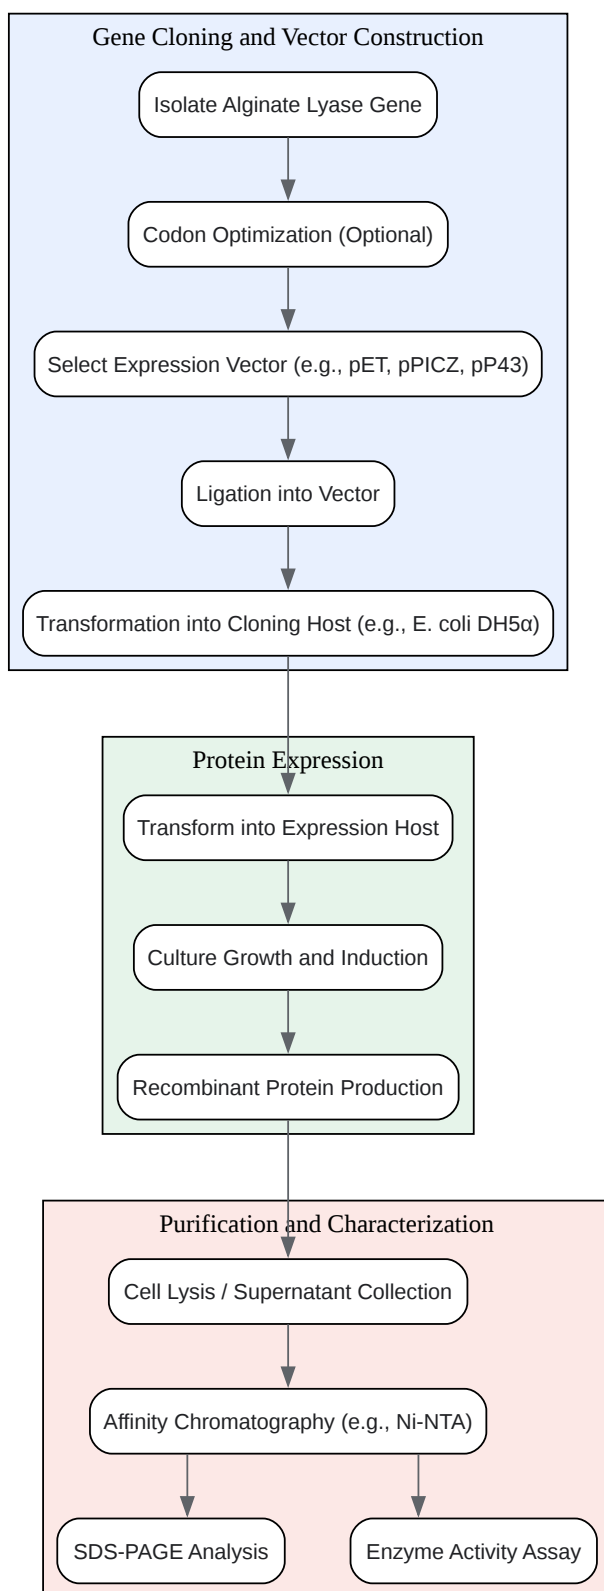 Gene Cloning and Vector Construction
Isolate Alginate Lyase Gene
Codon Optimization (Optional)
Select Expression Vector (e.g., pET, pPICZ, pP43)
Ligation into Vector
Transformation into Cloning Host (e.g., E. coli DH5α)
Protein Expression
Transform into Expression Host
Culture Growth and Induction
Recombinant Protein Production
Purification and Characterization
Cell Lysis / Supernatant Collection
Affinity Chromatography (e.g., Ni-NTA)
SDS-PAGE Analysis
Enzyme Activity Assay